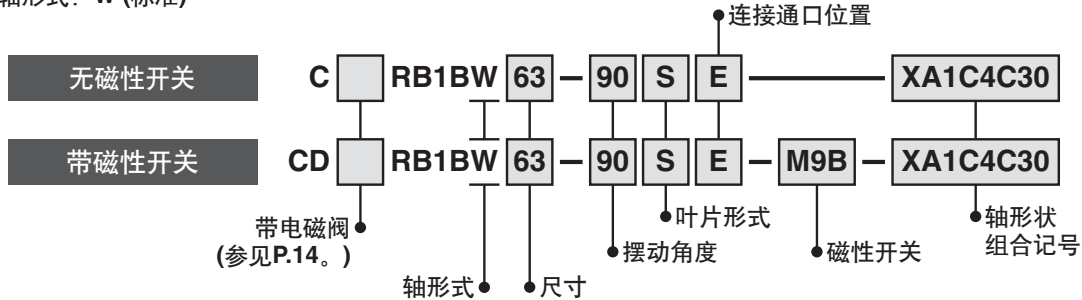 轴形式：W (标准)
连接通口位置
无磁性开关 C RB1BW 63 － 90 S E XA1C4C30
带磁性开关 CD RB1BW 63 － 90 S E － M9B － XA1C4C30
带电磁阀
(参见P.14。)
轴形式
尺寸
摆动角度
叶片形式
磁性开关
轴形状
组合记号